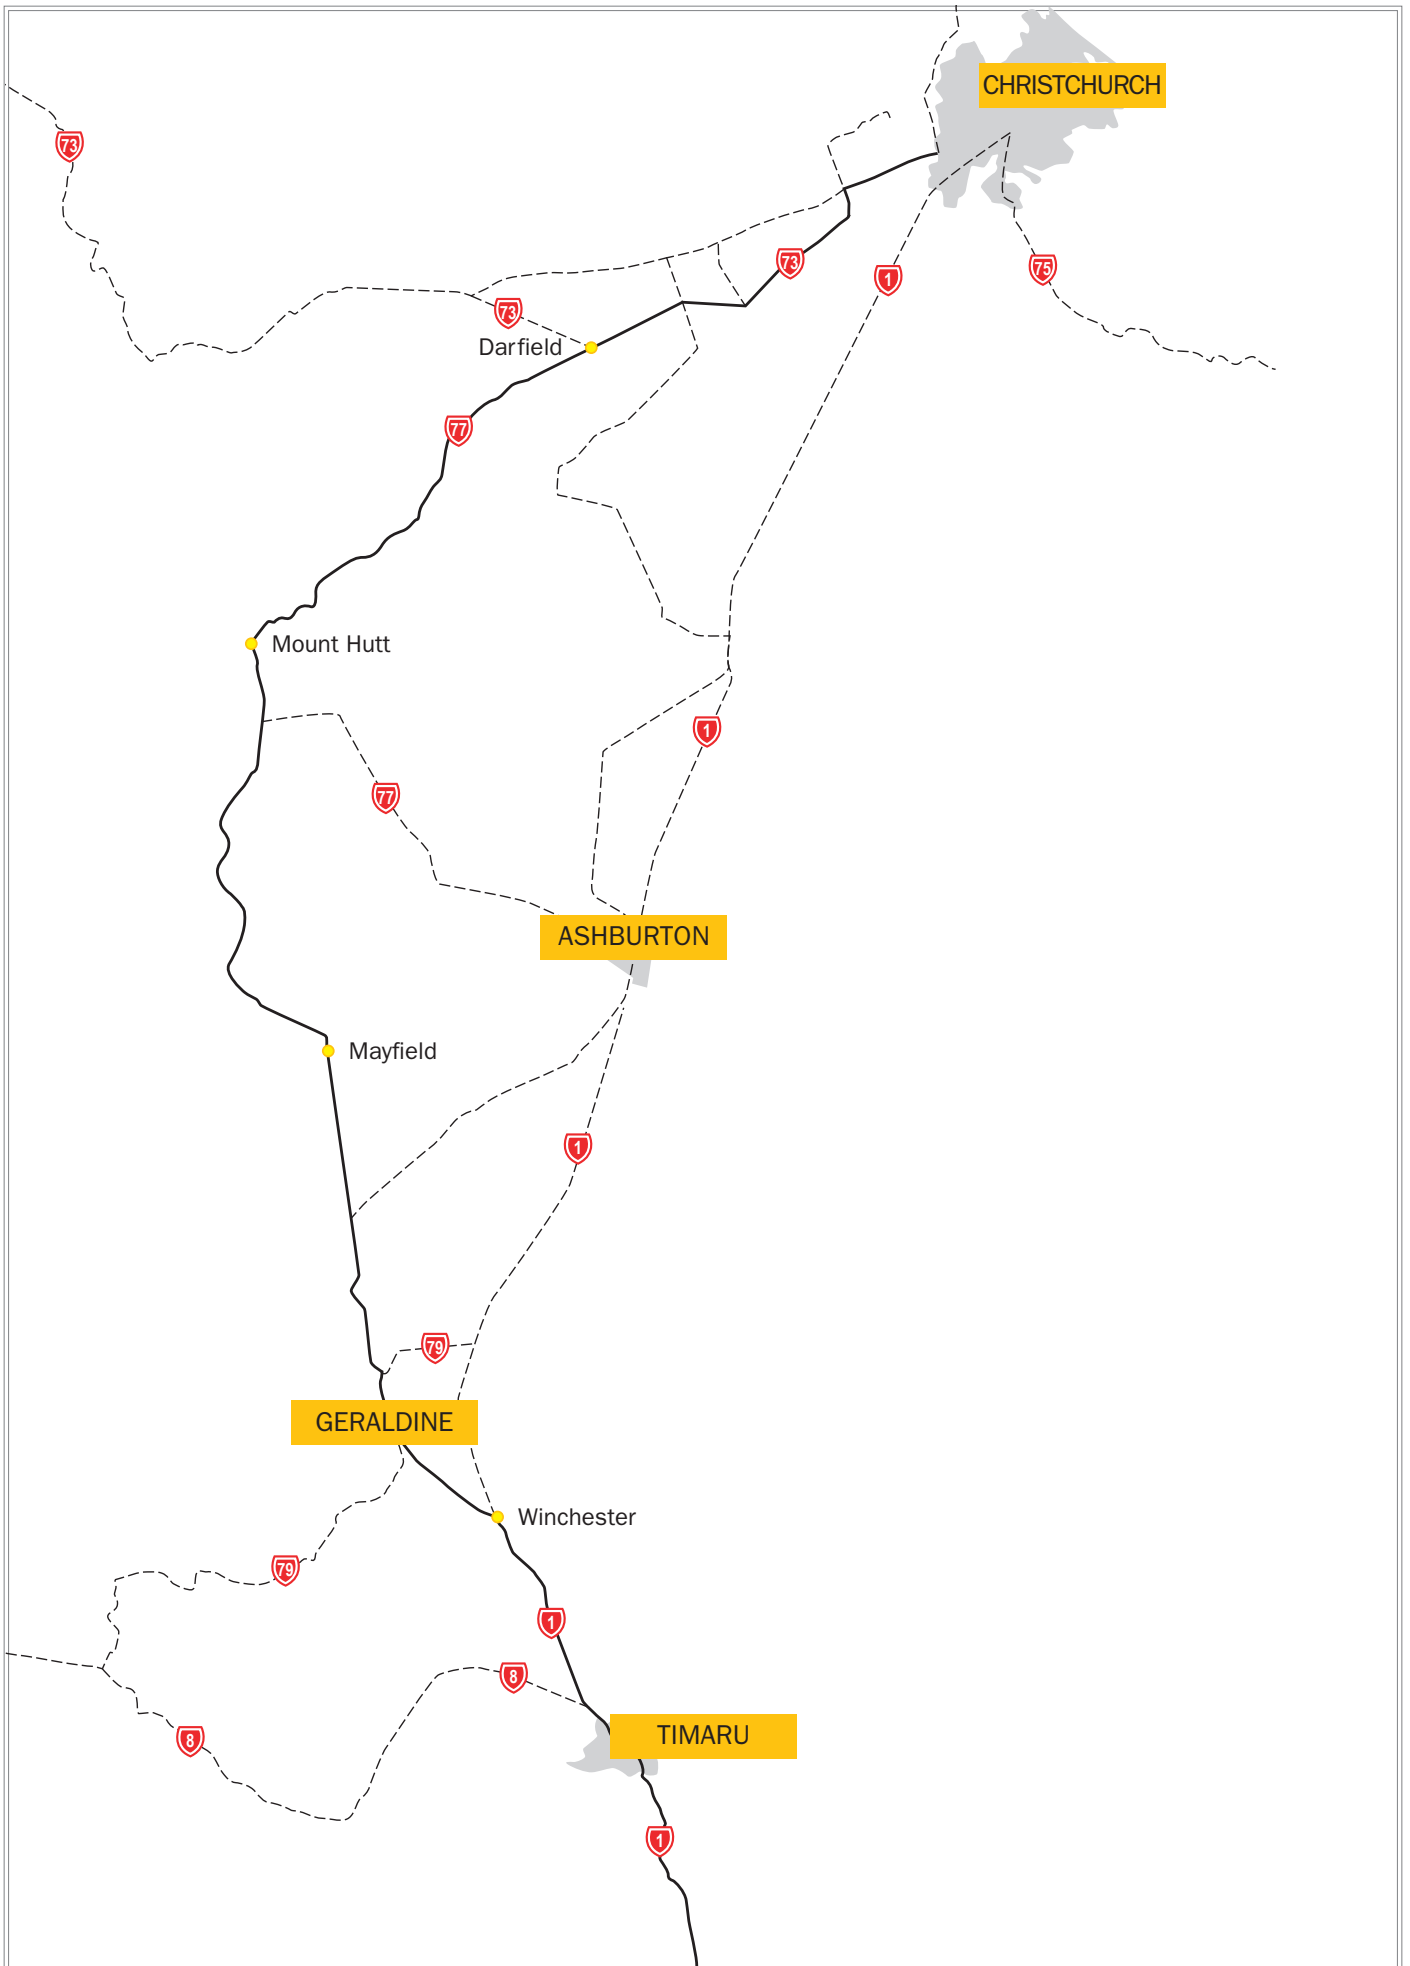 CHRISTCHURCH
73
73
1
75
73
Darfield
77
Mount Hutt
1
77
ASHBURTON
Mayfield
1
79
GERALDINE
Winchester
79
1
8
TIMARU
8
1